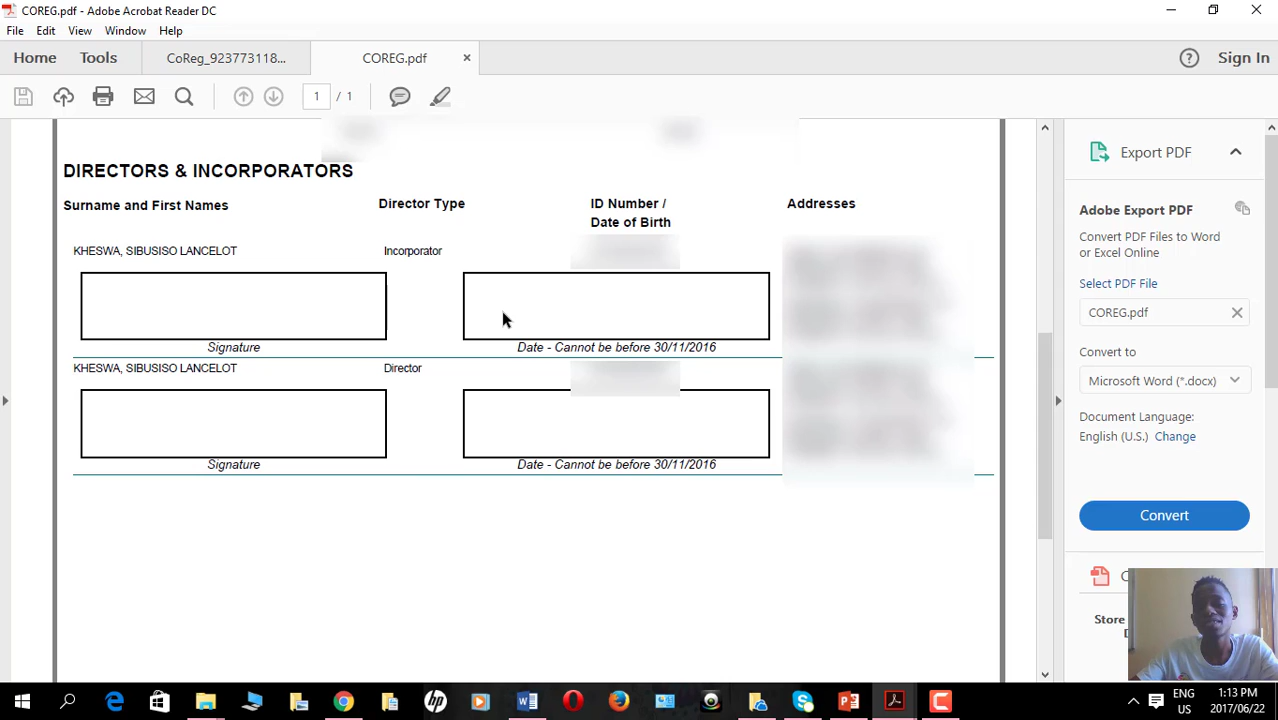 COREG.pdf - Adobe Acrobat Reader DC
File Edit View Window Help
Home Tools CoReg_923773118... COREG.pdf × ? Sign In
1 / 1
DIRECTORS & INCORPORATORS
Surname and First Names Director Type ID Number / Date of Birth Addresses
KHESWA, SIBUSISO LANCELOT Incorporator
Signature Date - Cannot be before 30/11/2016
KHESWA, SIBUSISO LANCELOT Director
Signature Date - Cannot be before 30/11/2016
Export PDF
Adobe Export PDF
Convert PDF Files to Word
or Excel Online
Select PDF File
COREG.pdf
Convert to
Microsoft Word (*.docx)
Document Language:
English (U.S.) Change
Convert
Store
ENG 1:13 PM
US 2017/06/22